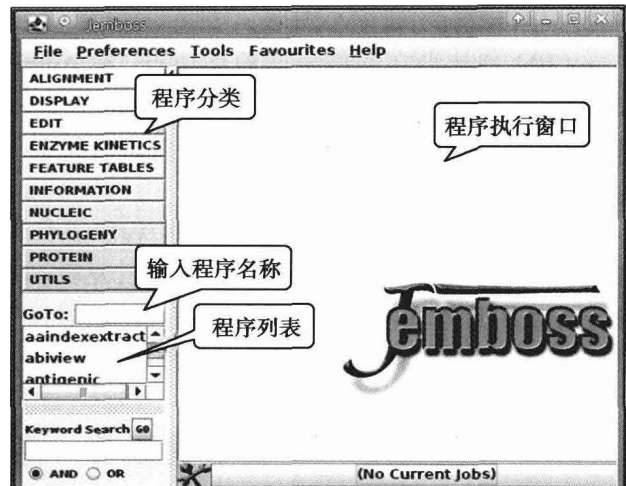 Jemboss
File Preferences Tools Favourites Help
ALIGNMENT
DISPLAY
EDIT
ENZYME KINETICS
FEATURE TABLES
INFORMATION
NUCLEIC
PHYLOGENY
PROTEIN
UTILS
程序分类
程序执行窗口
输入程序名称
GoTo:
程序列表
aaindexextract
abiview
antigenic
Jemboss
Keyword Search GO
AND OR
(No Current Jobs)